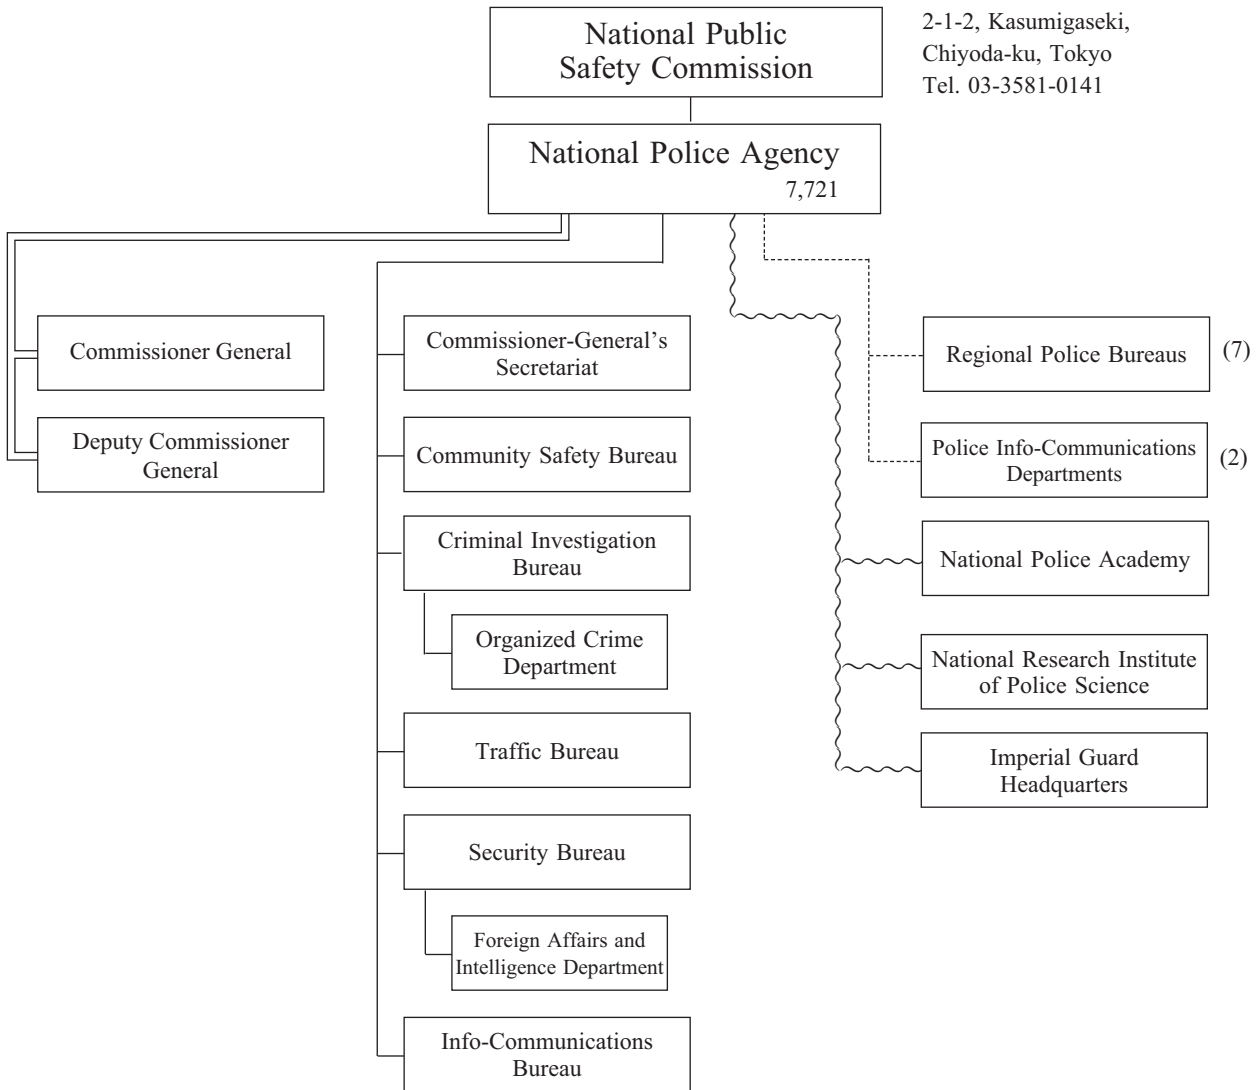 National Public
Safety Commission
2-1-2, Kasumigaseki,
Chiyoda-ku, Tokyo
Tel. 03-3581-0141
National Police Agency
7,721
Commissioner General
Deputy Commissioner
General
Commissioner-General's
Secretariat
Community Safety Bureau
Criminal Investigation
Bureau
Organized Crime
Department
Traffic Bureau
Security Bureau
Foreign Affairs and
Intelligence Department
Info-Communications
Bureau
Regional Police Bureaus (7)
Police Info-Communications
Departments (2)
National Police Academy
National Research Institute
of Police Science
Imperial Guard
Headquarters